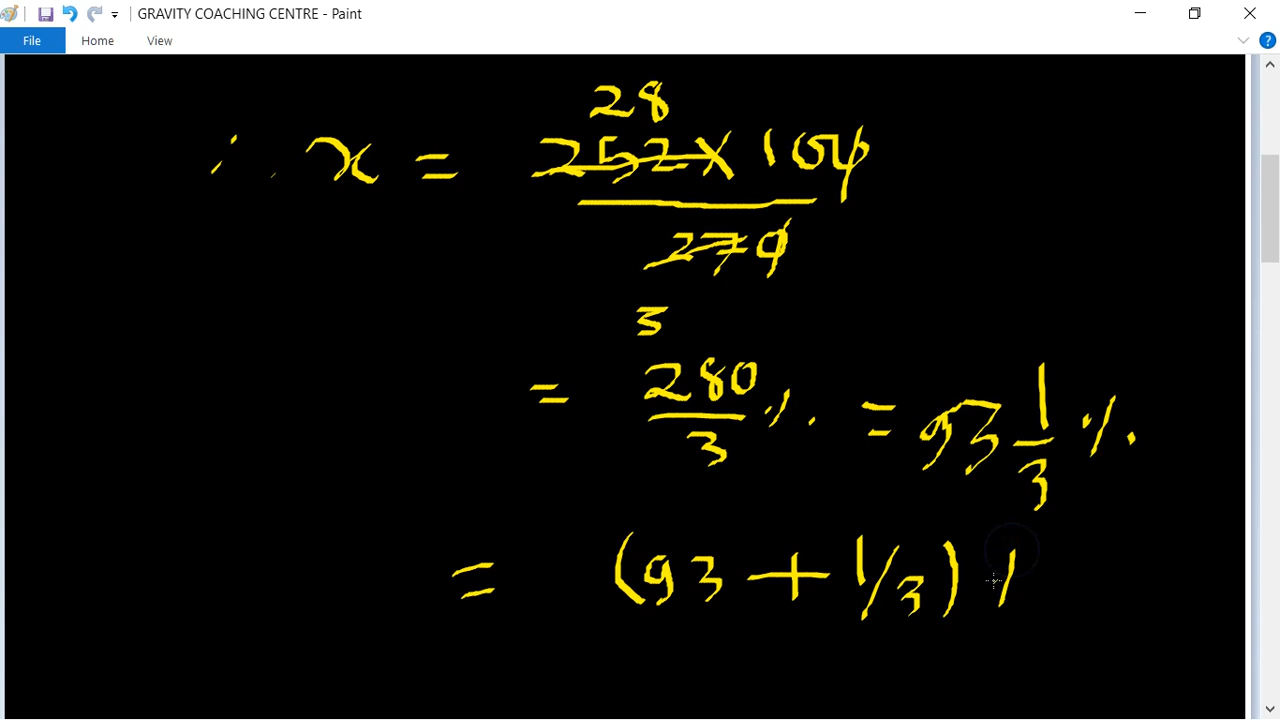 GRAVITY COACHING CENTRE - Paint
File Home View
28
∴ x = 252 × 100
270
3
= 280/3 % = 93 1/3 %
= (93 + 1/3) /